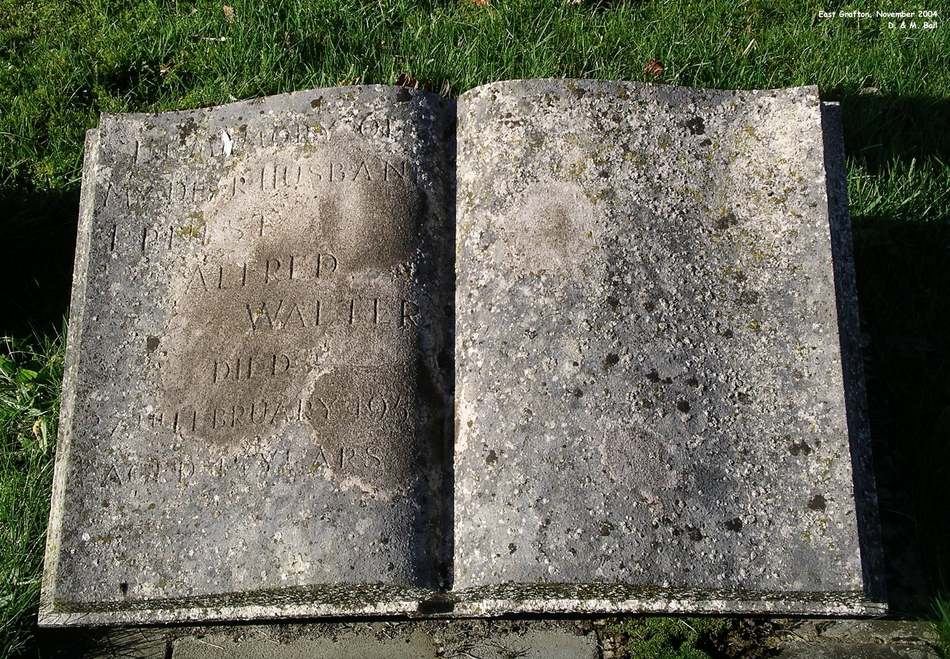 East Grafton, November 2004
D. & M. Ball
IN MEMORY OF
MY DEAR HUSBAND
ERNEST
ALFRED
WALTER
DIED
FEBRUARY
AGED YEARS